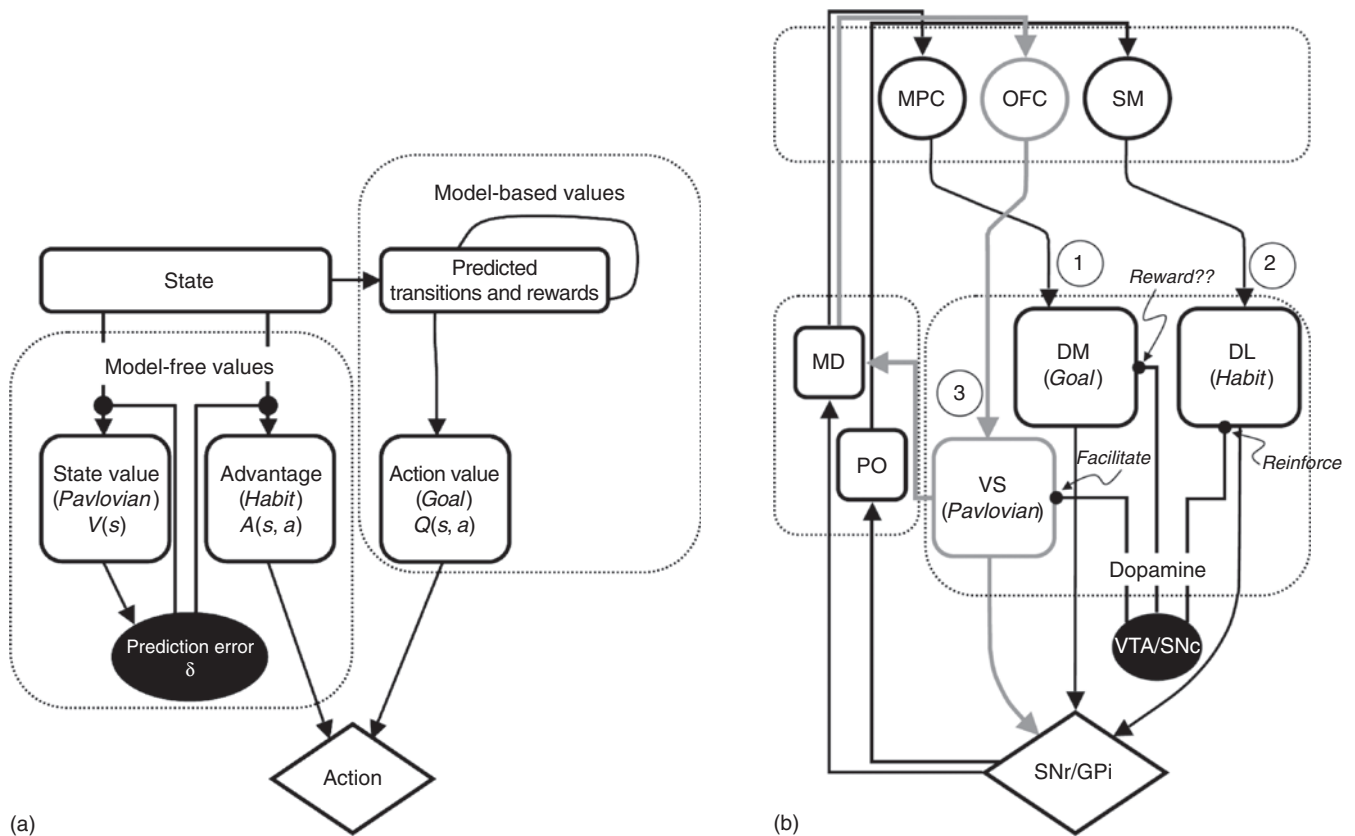 Model-based values
State
Predicted
transitions and rewards
Model-free values
State value
(Pavlovian)
V(s)
Advantage
(Habit)
A(s, a)
Action value
(Goal)
Q(s, a)
Prediction error
δ
Action
(a)
MPC
OFC
SM
1
2
Reward??
MD
DM
(Goal)
DL
(Habit)
3
PO
VS
(Pavlovian)
Facilitate
Reinforce
Dopamine
VTA/SNc
SNr/GPi
(b)